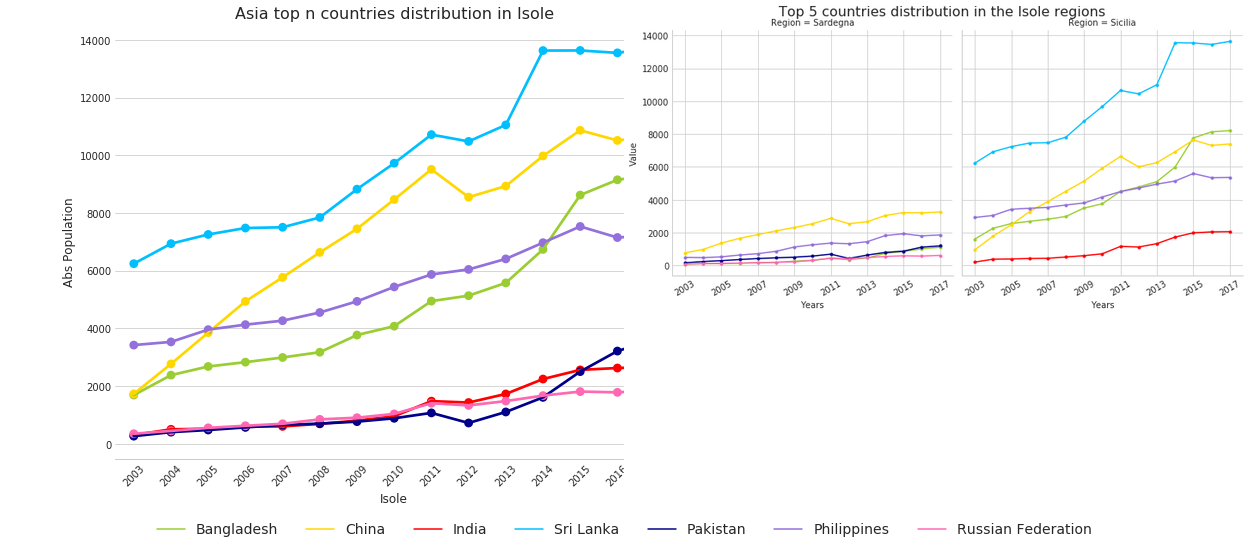 Asia top n countries distribution in Isole
14000
12000
10000
8000
6000
4000
2000
0
Abs Population
2003 2004 2005 2006 2007 2008 2009 2010 2011 2012 2013 2014 2015 2016
Isole
Top 5 countries distribution in the Isole regions
Region = Sardegna
Region = Sicilia
14000
12000
10000
8000
6000
4000
2000
0
Value
2003 2005 2007 2009 2011 2013 2015 2017
Years
2003 2005 2007 2009 2011 2013 2015 2017
Years
Bangladesh China India Sri Lanka Pakistan Philippines Russian Federation